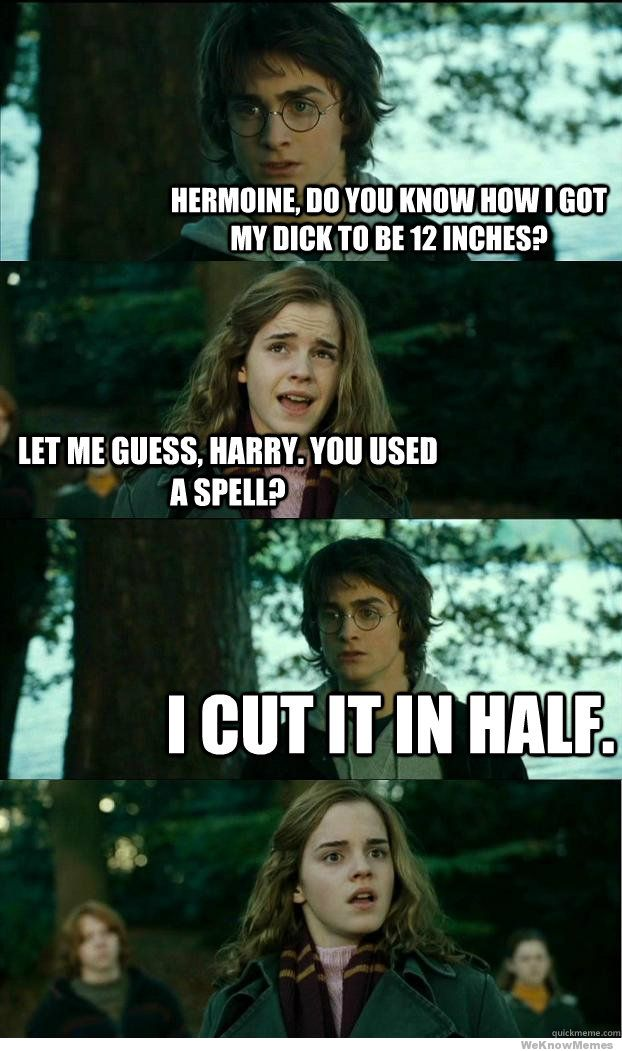 HERMOINE, DO YOU KNOW HOW I GOT
MY DICK TO BE 12 INCHES?
LET ME GUESS, HARRY. YOU USED
A SPELL?
I CUT IT IN HALF.
quickmeme.com
WeKnowMemes